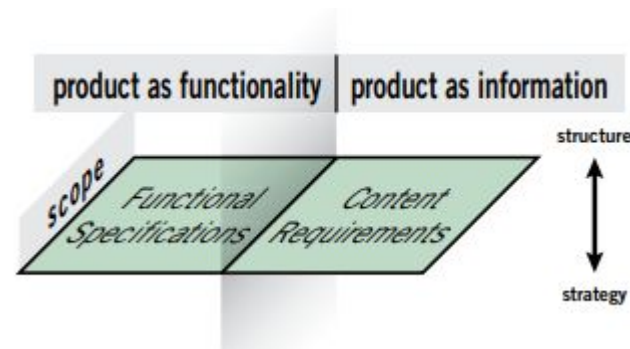 product as functionality
product as information
structure
scope
Functional
Specifications
Content
Requirements
strategy